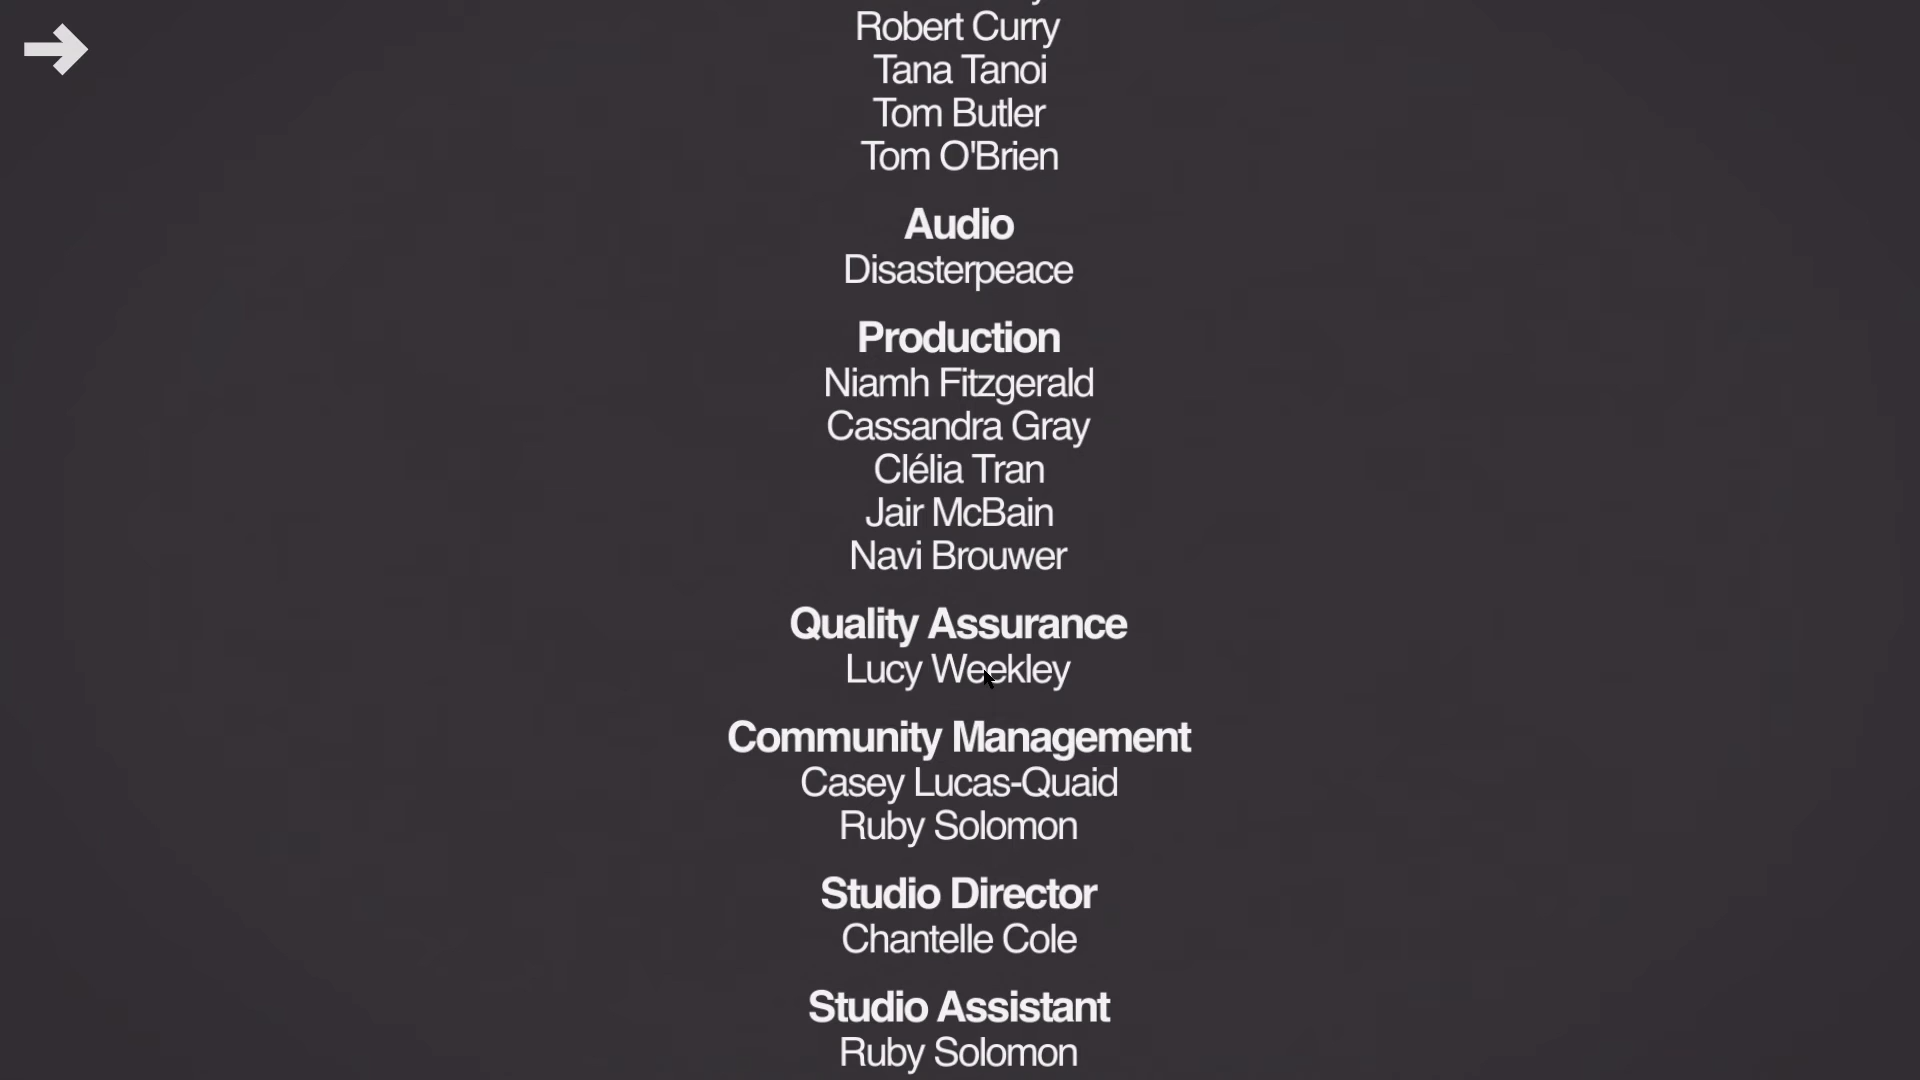 Robert Curry
Tana Tanoi
Tom Butler
Tom O'Brien
Audio
Disasterpeace
Production
Niamh Fitzgerald
Cassandra Gray
Clélia Tran
Jair McBain
Navi Brouwer
Quality Assurance
Lucy Weekley
Community Management
Casey Lucas-Quaid
Ruby Solomon
Studio Director
Chantelle Cole
Studio Assistant
Ruby Solomon